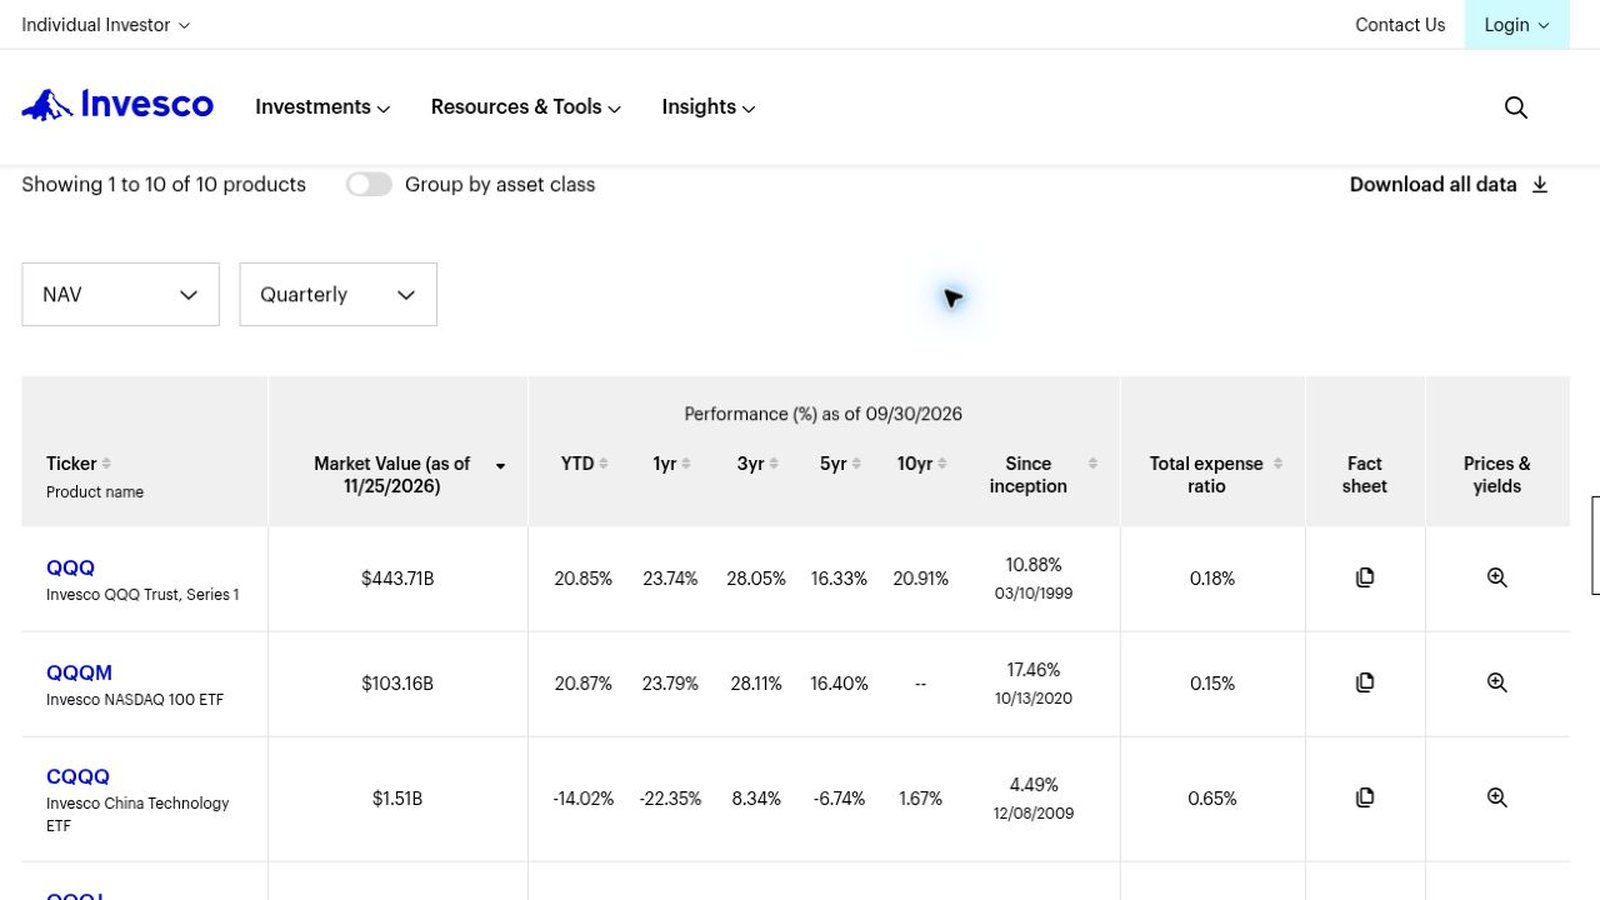 Individual Investor
Contact Us
Login
Invesco
Investments
Resources & Tools
Insights
Showing 1 to 10 of 10 products
Group by asset class
Download all data
NAV
Quarterly
Performance (%) as of 09/30/2026
Ticker
Product name
Market Value (as of
11/25/2026)
YTD
1yr
3yr
5yr
10yr
Since
inception
Total expense
ratio
Fact
sheet
Prices &
yields
QQQ
Invesco QQQ Trust, Series 1
$443.71B
20.85%
23.74%
28.05%
16.33%
20.91%
10.88%
03/10/1999
0.18%
QQQM
Invesco NASDAQ 100 ETF
$103.16B
20.87%
23.79%
28.11%
16.40%
--
17.46%
10/13/2020
0.15%
CQQQ
Invesco China Technology
ETF
$1.51B
-14.02%
-22.35%
8.34%
-6.74%
1.67%
4.49%
12/08/2009
0.65%